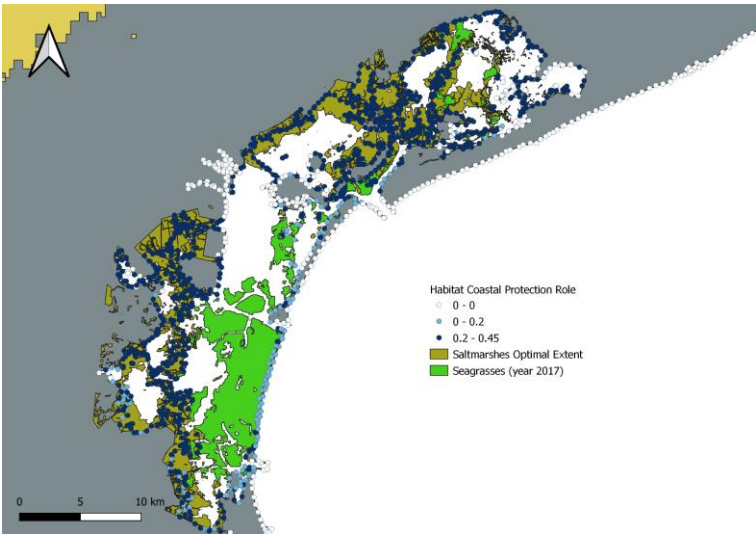 Habitat Coastal Protection Role
0 - 0
0 - 0.2
0.2 - 0.45
Saltmarshes Optimal Extent
Seagrasses (year 2017)
0 5 10 km